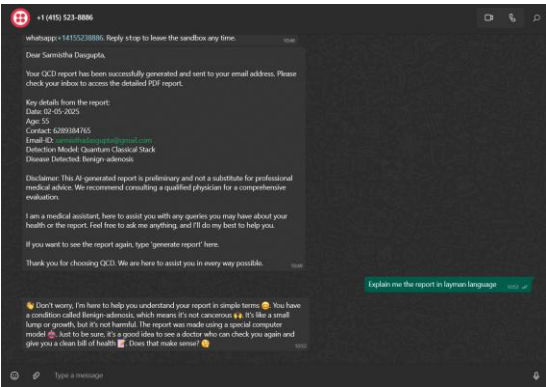 +1 (415) 523-8886
whatsapp:+14155238886. Reply stop to leave the sandbox any time.
10:48
Dear Sarmistha Dasgupta,
Your QCD report has been successfully generated and sent to your email address. Please
check your inbox to access the detailed PDF report.
Key details from the report:
Date: 02-05-2025
Age: 55
Contact: 6289384765
Email-ID: sarmisthadasgupta@gmail.com
Detection Model: Quantum Classical Stack
Disease Detected: Benign-adenosis
Disclaimer: This AI-generated report is preliminary and not a substitute for professional
medical advice. We recommend consulting a qualified physician for a comprehensive
evaluation.
I am a medical assistant, here to assist you with any queries you may have about your
health or the report. Feel free to ask me anything, and I'll do my best to help you.
If you want to see the report again, type 'generate report' here.
Thank you for choosing QCD. We are here to assist you in every way possible.
Explain me the report in layman language
👋 Don't worry, I'm here to help you understand your report in simple terms 😊. You have
a condition called Benign-adenosis, which means it's not cancerous 🙌. It's like a small
lump or growth, but it's not harmful. The report was made using a special computer
model 🤖. Just to be sure, it's a good idea to see a doctor who can check you again and
give you a clean bill of health 📝. Does that make sense? 🤔
Type a message